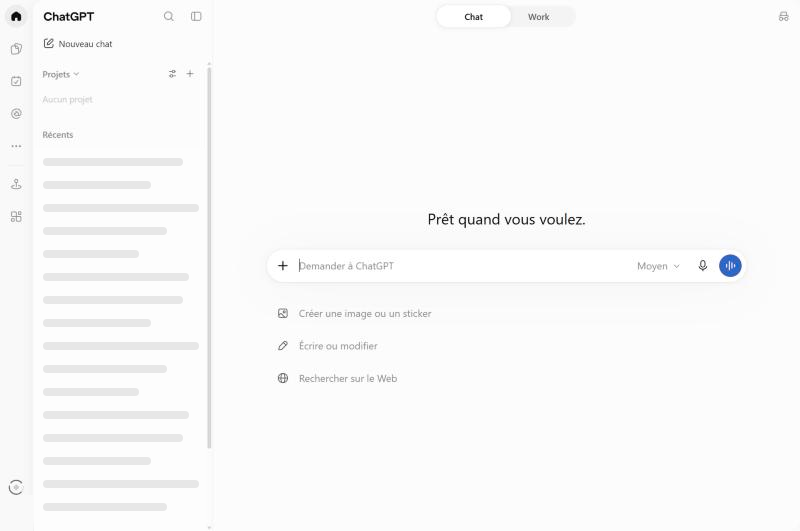 ChatGPT
Nouveau chat
Projets
Aucun projet
Récents
Chat
Work
Prêt quand vous voulez.
Demander à ChatGPT
Moyen
Créer une image ou un sticker
Écrire ou modifier
Rechercher sur le Web